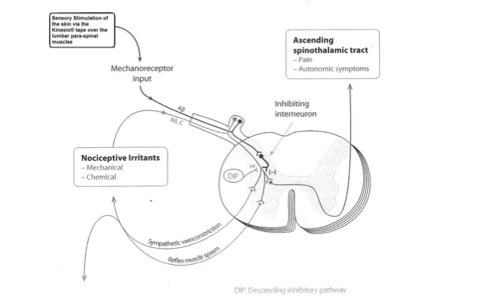 Sensory Stimulation of
the skin via the
Kinesio® tape over the
lumbar para-spinal
muscles
Mechanoreceptor
input
Ascending
spinothalamic tract
– Pain
– Autonomic symptoms
Aβ
Aδ, C
Inhibiting
interneuron
Nociceptive Irritants
– Mechanical
– Chemical
DIP
(–)
Sympathetic vasoconstriction
Reflex muscle spasm
DIP: Descending inhibitory pathway